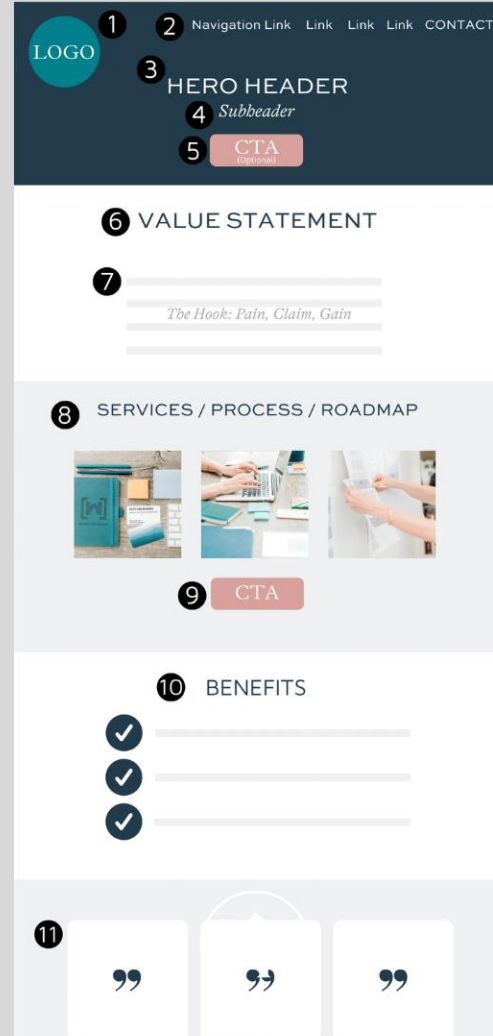 1
2 Navigation Link Link Link Link CONTACT
LOGO
3
HERO HEADER
4 Subheader
5 CTA
(Optional)
6 VALUE STATEMENT
7
The Hook: Pain, Claim, Gain
8 SERVICES / PROCESS / ROADMAP
[W]
9 CTA
10 BENEFITS
11